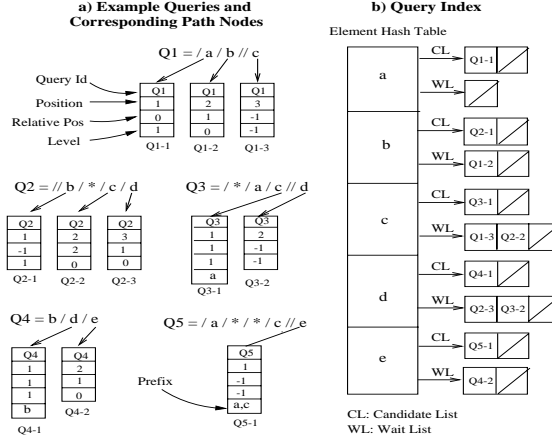 a) Example Queries and
Corresponding Path Nodes
Q1 = / a / b // c
Query Id
Position
Relative Pos
Level
Q1
1
0
1
Q1-1
Q1
2
1
0
Q1-2
Q1
3
-1
-1
Q1-3
Q2 = // b / * / c / d
Q2
1
-1
1
Q2-1
Q2
2
2
0
Q2-2
Q2
3
1
0
Q2-3
Q3 = / * / a / c // d
Q3
1
1
1
a
Q3-1
Q3
2
-1
-1
Q3-2
Q4 = b / d / e
Q4
1
1
1
b
Q4-1
Q4
2
1
0
Q4-2
Q5 = / a / * / * / c // e
Prefix
Q5
1
-1
-1
a,c
Q5-1
b) Query Index
Element Hash Table
a
CL
Q1-1
WL
b
CL
Q2-1
WL
Q1-2
c
CL
Q3-1
WL
Q1-3 Q2-2
d
CL
Q4-1
WL
Q2-3 Q3-2
e
CL
Q5-1
WL
Q4-2
CL: Candidate List
WL: Wait List